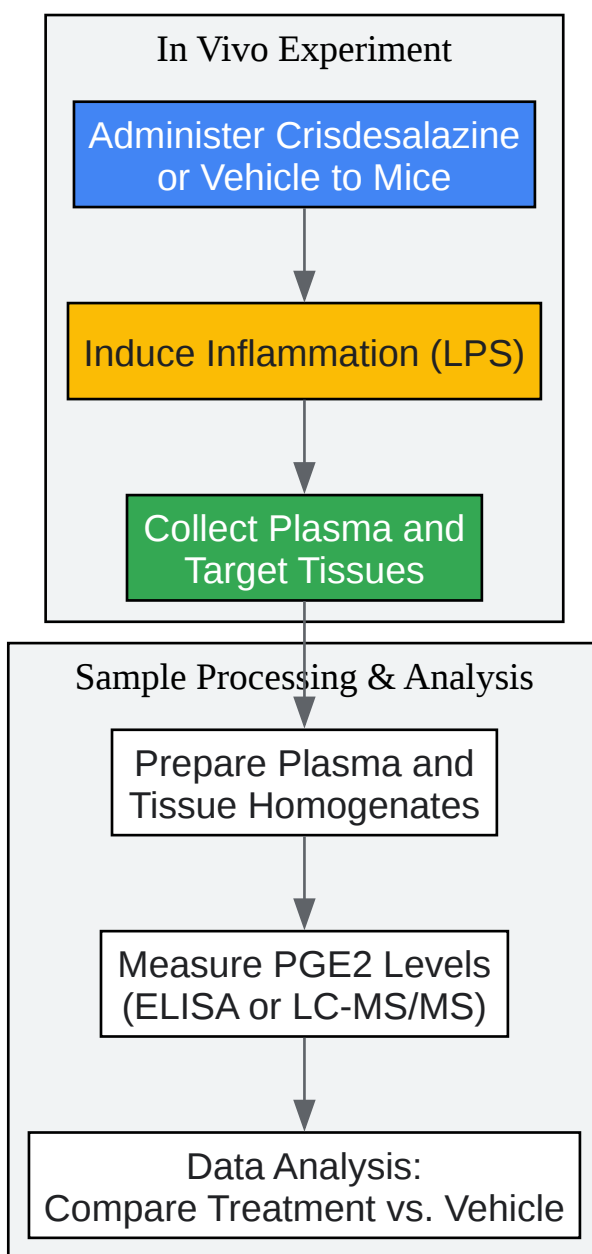 In Vivo Experiment
Administer Crisdesalazine
or Vehicle to Mice
Induce Inflammation (LPS)
Collect Plasma and
Target Tissues
Sample Processing & Analysis
Prepare Plasma and
Tissue Homogenates
Measure PGE2 Levels
(ELISA or LC-MS/MS)
Data Analysis:
Compare Treatment vs. Vehicle